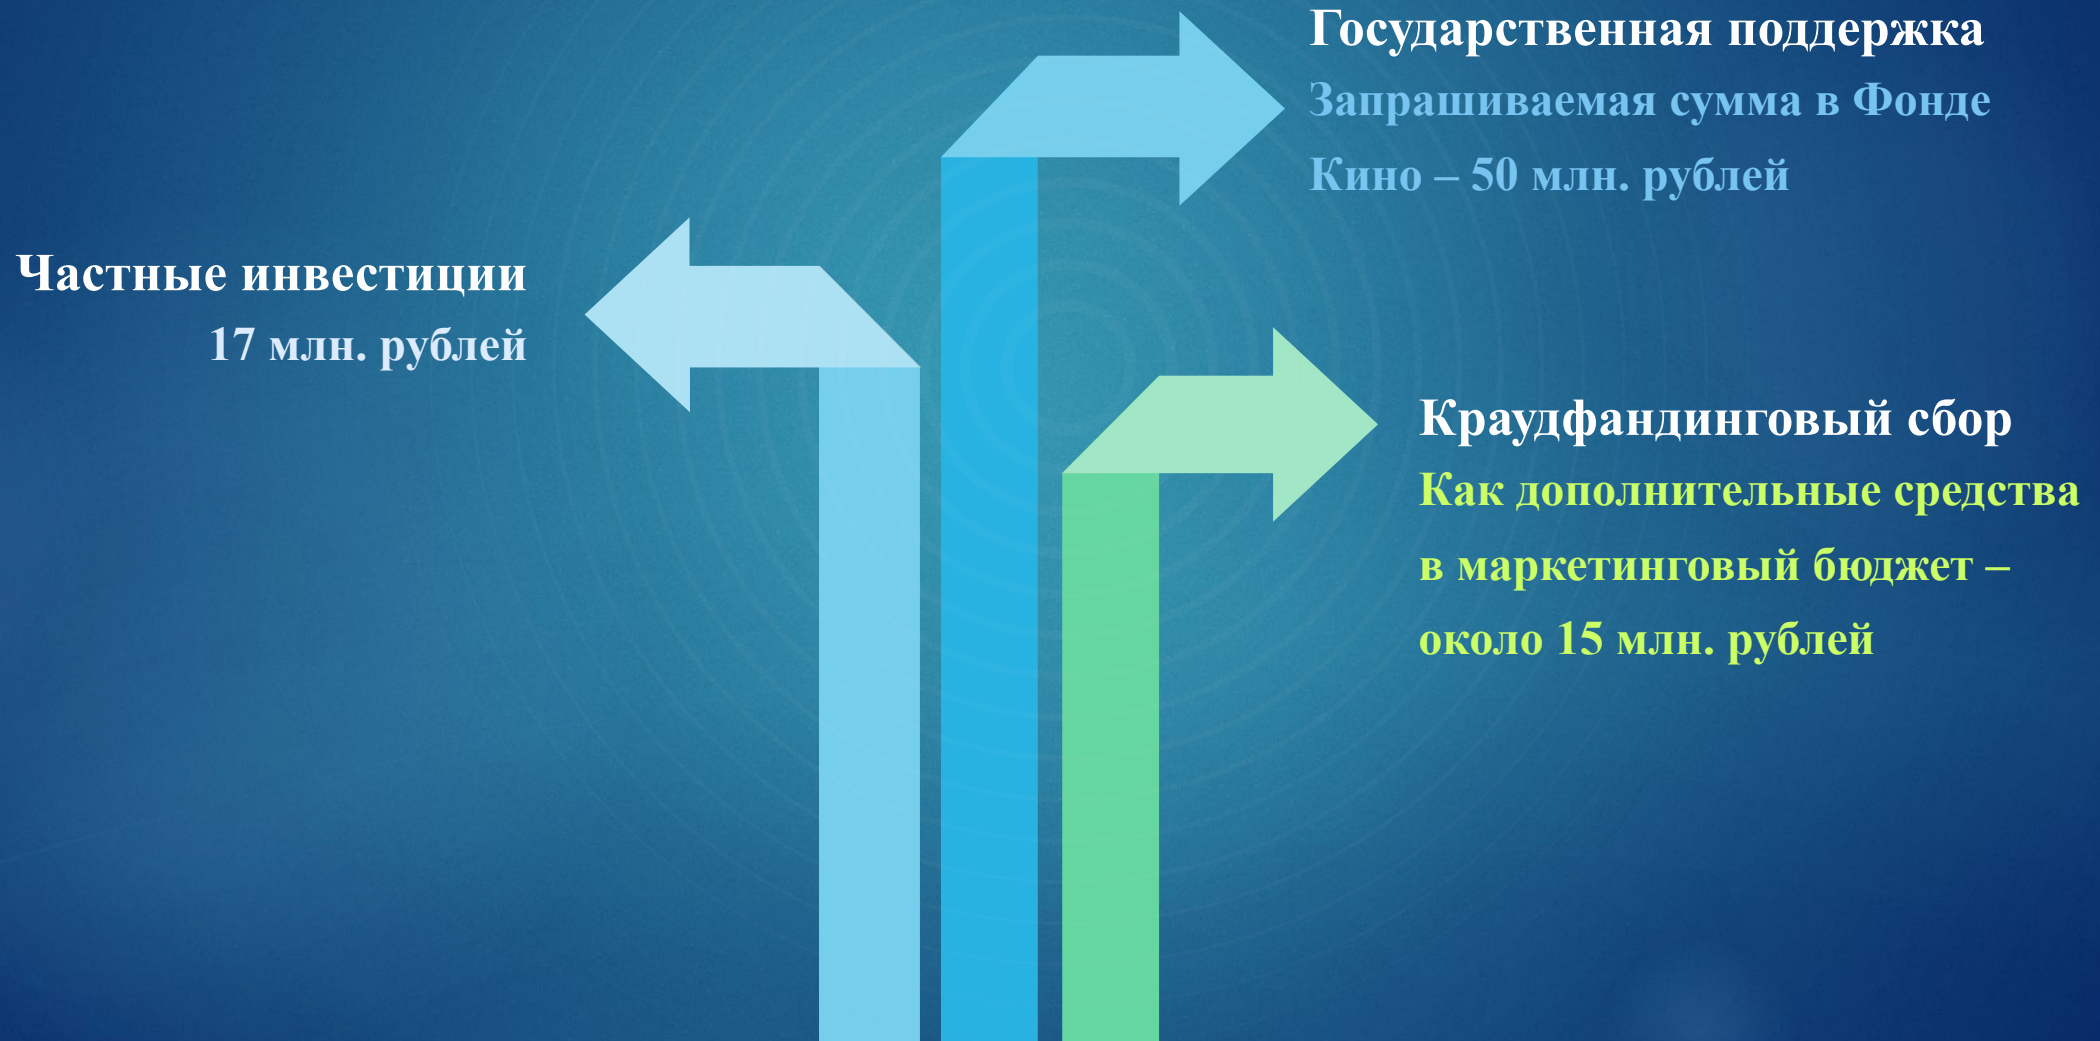 Государственная поддержка
Запрашиваемая сумма в Фонде
Кино – 50 млн. рублей
Частные инвестиции
17 млн. рублей
Краудфандинговый сбор
Как дополнительные средства
в маркетинговый бюджет –
около 15 млн. рублей